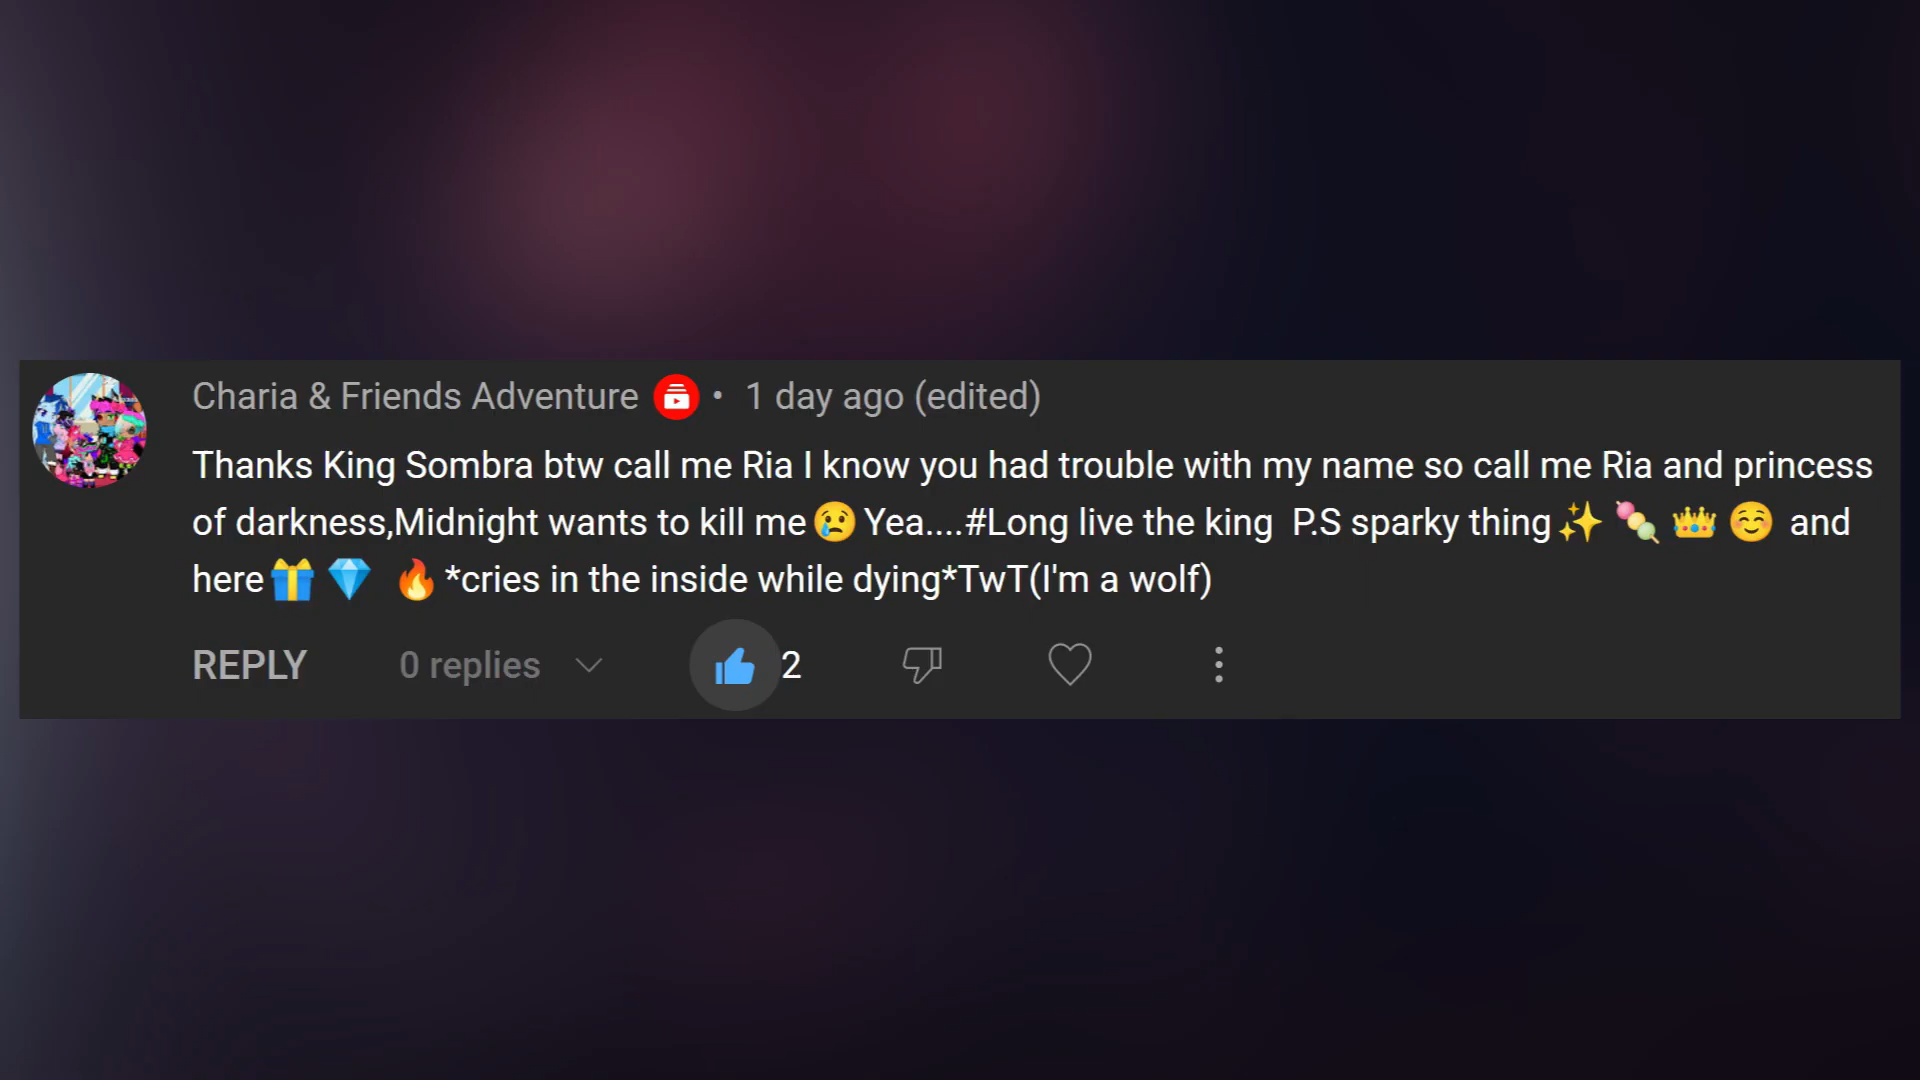 Charia & Friends Adventure • 1 day ago (edited)
Thanks King Sombra btw call me Ria I know you had trouble with my name so call me Ria and princess
of darkness,Midnight wants to kill me😢Yea....#Long live the king  P.S sparky thing✨🍡👑☺️ and
here🎁💎 🔥*cries in the inside while dying*TwT(I'm a wolf)
REPLY 0 replies 2